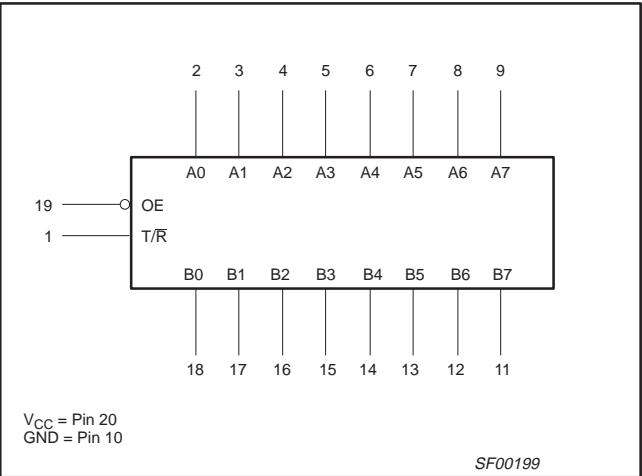 2 3 4 5 6 7 8 9
A0 A1 A2 A3 A4 A5 A6 A7
19 OE
1 T/R̅
B0 B1 B2 B3 B4 B5 B6 B7
18 17 16 15 14 13 12 11
VCC = Pin 20
GND = Pin 10
SF00199